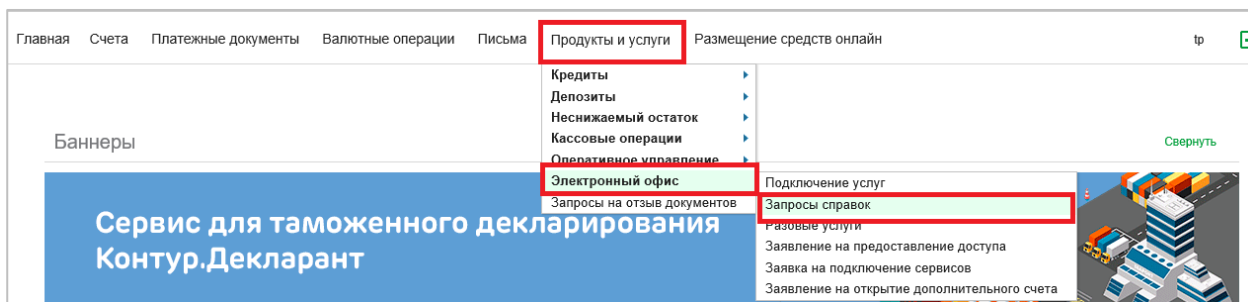 Главная Счета Платежные документы Валютные операции Письма Продукты и услуги Размещение средств онлайн tp
Кредиты
Депозиты
Неснижаемый остаток
Кассовые операции
Оперативное управление
Электронный офис
Запросы на отзыв документов
Подключение услуг
Запросы справок
Разовые услуги
Заявление на предоставление доступа
Заявка на подключение сервисов
Заявление на открытие дополнительного счета
Баннеры
Свернуть
Сервис для таможенного декларирования
Контур.Декларант